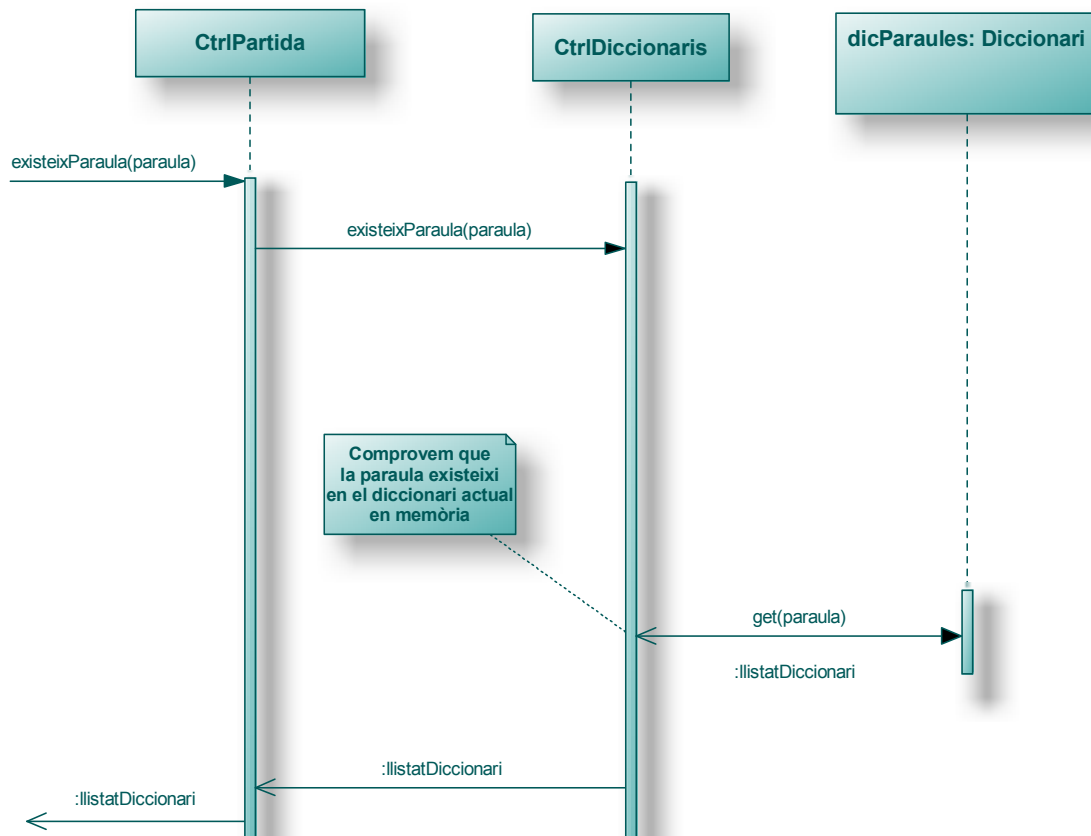 CtrlPartida
CtrlDiccionaris
dicParaules: Diccionari
existeixParaula(paraula)
existeixParaula(paraula)
Comprovem que
la paraula existeixi
en el diccionari actual
en memòria
get(paraula)
:llistatDiccionari
:llistatDiccionari
:llistatDiccionari